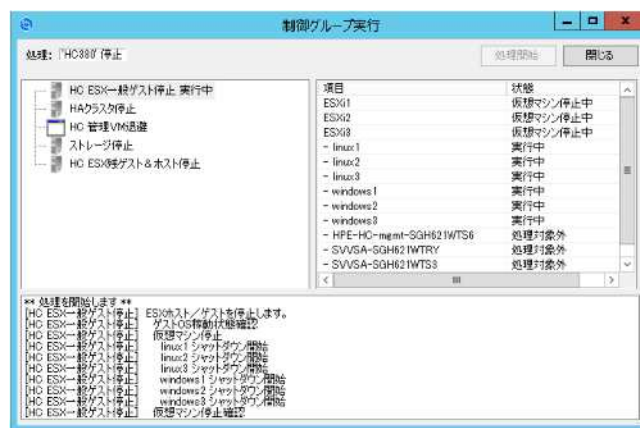 制御グループ実行
処理: "HC380" 停止
処理開始
閉じる
HC ESX一般ゲスト停止 実行中
HAクラスタ停止
HC 管理VM退避
ストレージ停止
HC ESX残ゲスト＆ホスト停止
項目 状態
ESXi1 仮想マシン停止中
ESXi2 仮想マシン停止中
ESXi3 仮想マシン停止中
- linux1 実行中
- linux2 実行中
- linux3 実行中
- windows1 実行中
- windows2 実行中
- windows3 実行中
- HPE-HC-mgmt-SGH621WTS6 処理対象外
- SVVSA-SGH621WTRY 処理対象外
- SVVSA-SGH621WTS3 処理対象外
** 処理を開始します **
[HC ESX一般ゲスト停止] ESXホスト／ゲストを停止します。
[HC ESX一般ゲスト停止] ゲストOS稼動状態確認
[HC ESX一般ゲスト停止] 仮想マシン停止
[HC ESX一般ゲスト停止] linux1 シャットダウン開始
[HC ESX一般ゲスト停止] linux2 シャットダウン開始
[HC ESX一般ゲスト停止] linux3 シャットダウン開始
[HC ESX一般ゲスト停止] windows1 シャットダウン開始
[HC ESX一般ゲスト停止] windows2 シャットダウン開始
[HC ESX一般ゲスト停止] windows3 シャットダウン開始
[HC ESX一般ゲスト停止] 仮想マシン停止確認